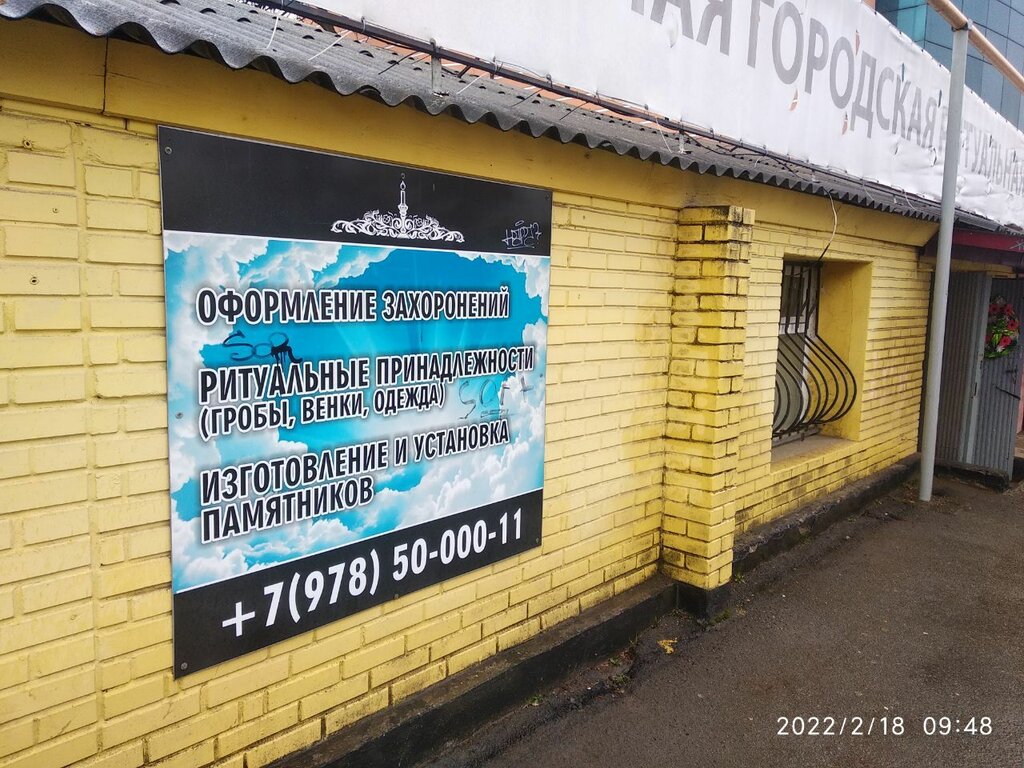 ГОРОДСКАЯ
ОФОРМЛЕНИЕ ЗАХОРОНЕНИЙ
РИТУАЛЬНЫЕ ПРИНАДЛЕЖНОСТИ
(ГРОБЫ, ВЕНКИ, ОДЕЖДА)
ИЗГОТОВЛЕНИЕ И УСТАНОВКА
ПАМЯТНИКОВ
+7(978) 50-000-11
2022/2/18 09:48